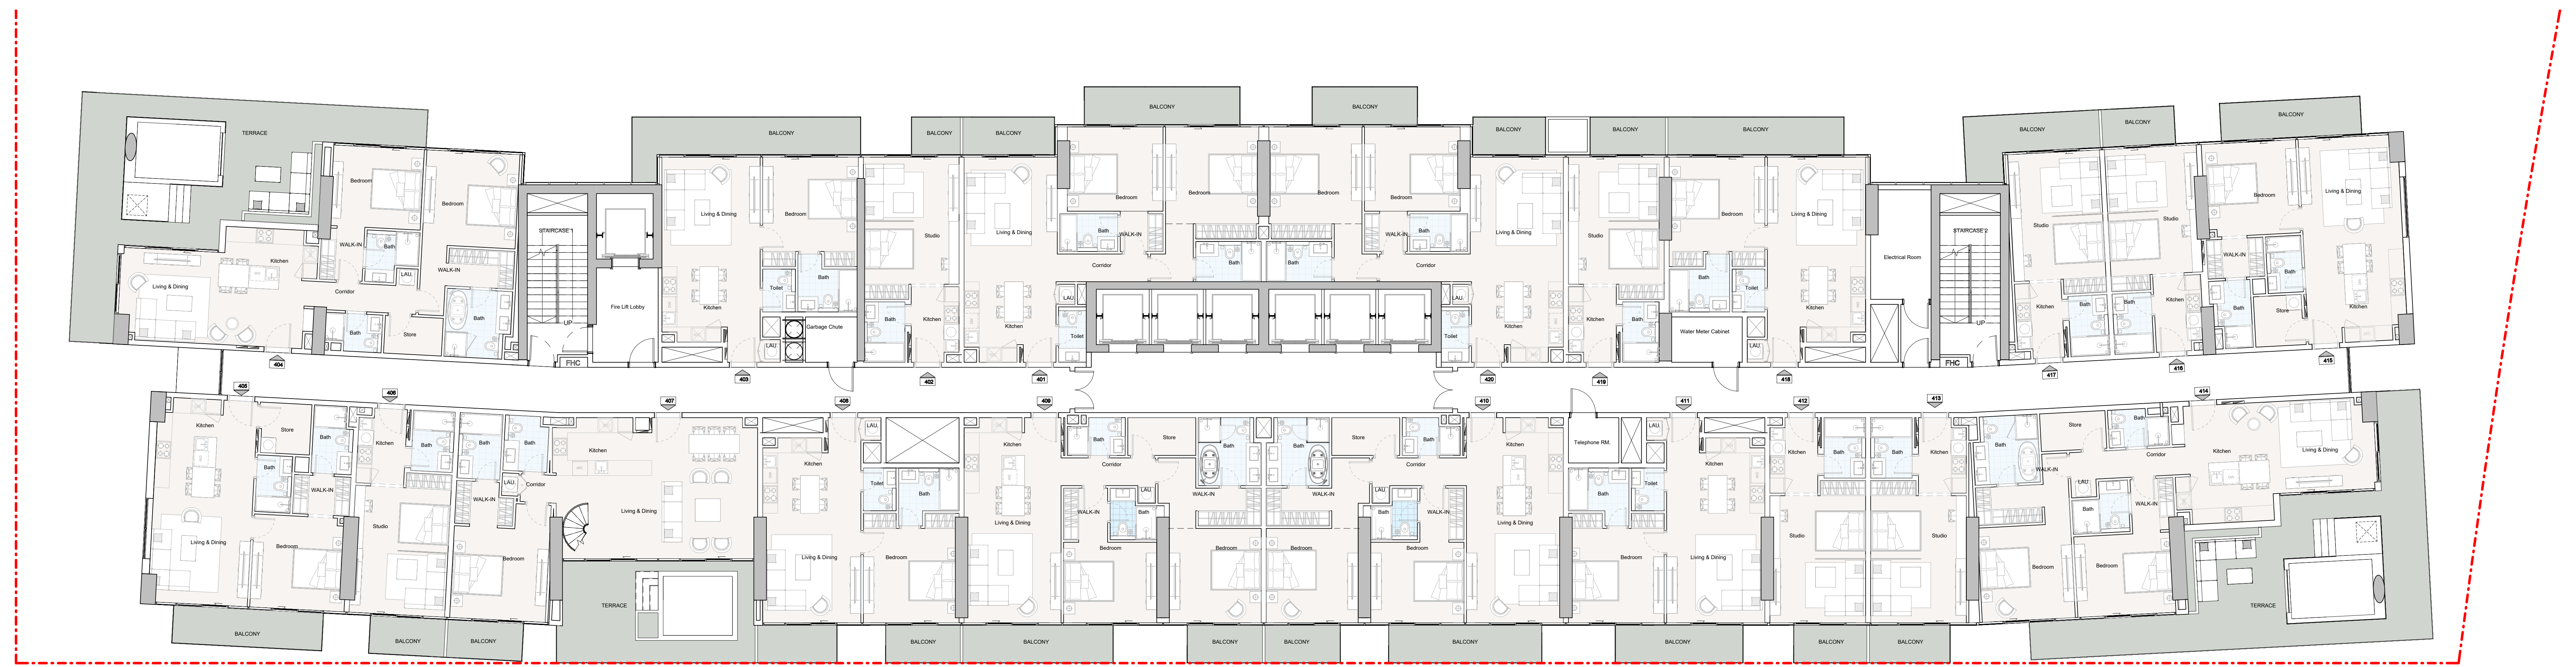 BALCONY
BALCONY
BALCONY
TERRACE
BALCONY
BALCONY
BALCONY
BALCONY
BALCONY
BALCONY
BALCONY
BALCONY
Bedroom
Bedroom
WALK-IN
Bath
Kitchen
LAU.
WALK-IN
Living & Dining
Corridor
Bath
Store
Bath
404
STAIRCASE 1
UP
FHC
Fire Lift Lobby
Living & Dining
Bedroom
Toilet
Bath
Kitchen
Garbage Chute
LAU.
403
Studio
Bath
Kitchen
402
Living & Dining
Kitchen
LAU.
Toilet
401
Bedroom
Bedroom
Bath
WALK-IN
Corridor
Bath
Bedroom
Bedroom
WALK-IN
Bath
Bath
Corridor
Living & Dining
LAU.
Kitchen
Toilet
420
Studio
Kitchen
Bath
419
Bedroom
Living & Dining
Bath
Toilet
Kitchen
Water Meter Cabinet
LAU.
418
Electrical Room
STAIRCASE 2
UP
FHC
Studio
Kitchen
Bath
417
Studio
Bath
Kitchen
416
Bedroom
Living & Dining
WALK-IN
Bath
Bath
Store
Kitchen
415
405
Kitchen
Store
Bath
Bath
WALK-IN
Living & Dining
Bedroom
BALCONY
406
Kitchen
Bath
Studio
BALCONY
Bath
Bath
LAU.
Corridor
WALK-IN
Bedroom
BALCONY
407
Kitchen
Living & Dining
TERRACE
408
LAU.
Kitchen
Toilet
Bath
Living & Dining
Bedroom
BALCONY
409
Kitchen
Bath
Store
Bath
Corridor
WALK-IN
LAU.
WALK-IN
Bath
Living & Dining
Bedroom
Bedroom
BALCONY
BALCONY
410
Bath
Store
Bath
Kitchen
Corridor
WALK-IN
LAU.
Bath
WALK-IN
Living & Dining
Bedroom
Bedroom
BALCONY
BALCONY
Telephone RM.
411
LAU.
Kitchen
Bath
Toilet
Bedroom
Living & Dining
BALCONY
412
Kitchen
Bath
Studio
BALCONY
413
Bath
Kitchen
Studio
BALCONY
414
Bath
Store
Bath
Kitchen
Living & Dining
Corridor
WALK-IN
LAU.
WALK-IN
Bath
Bedroom
Bedroom
TERRACE